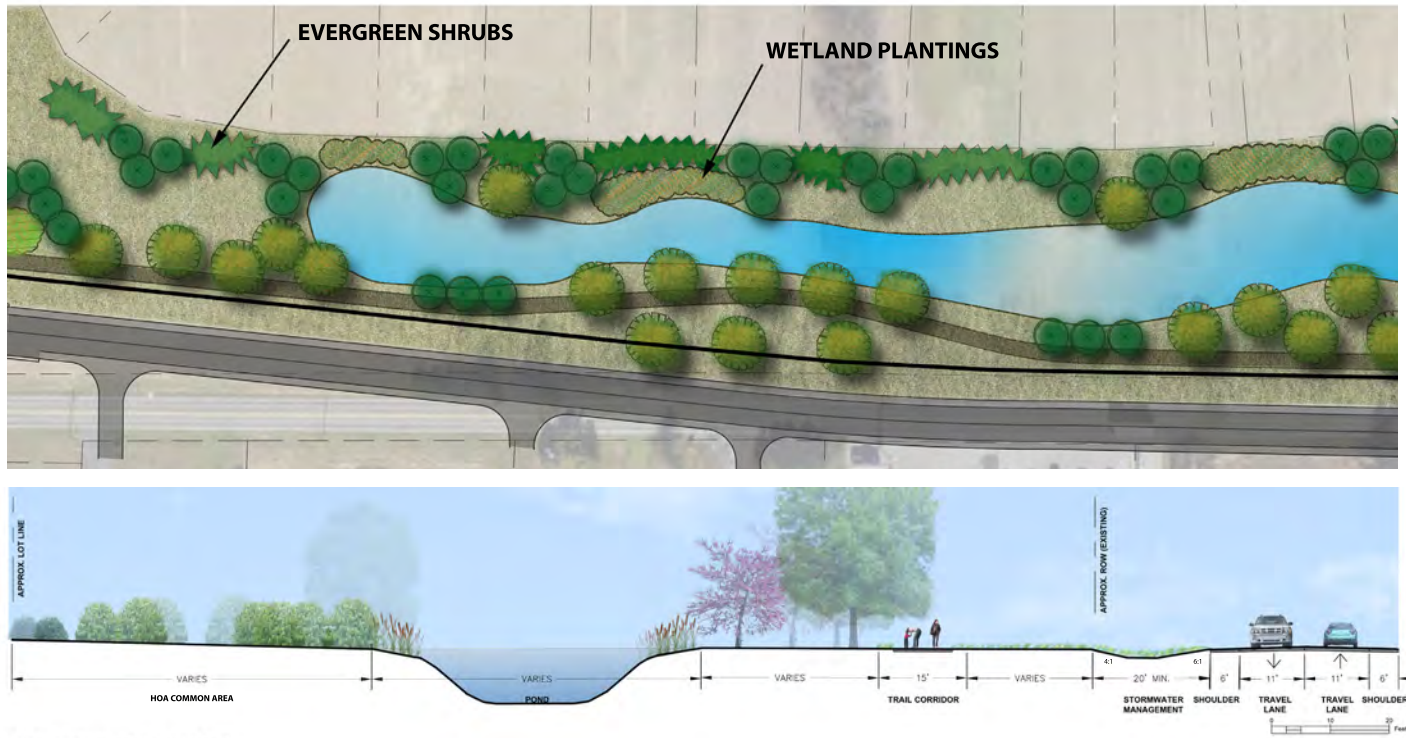 EVERGREEN SHRUBS
WETLAND PLANTINGS
APPROX. LOT LINE
APPROX. ROW (EXISTING)
4:1
6:1
VARIES
VARIES
VARIES
15'
VARIES
20' MIN.
6'
11'
11'
6'
HOA COMMON AREA
POND
TRAIL CORRIDOR
STORMWATER
MANAGEMENT
SHOULDER
TRAVEL
LANE
TRAVEL
LANE
SHOULDER
0
10
20
Feet